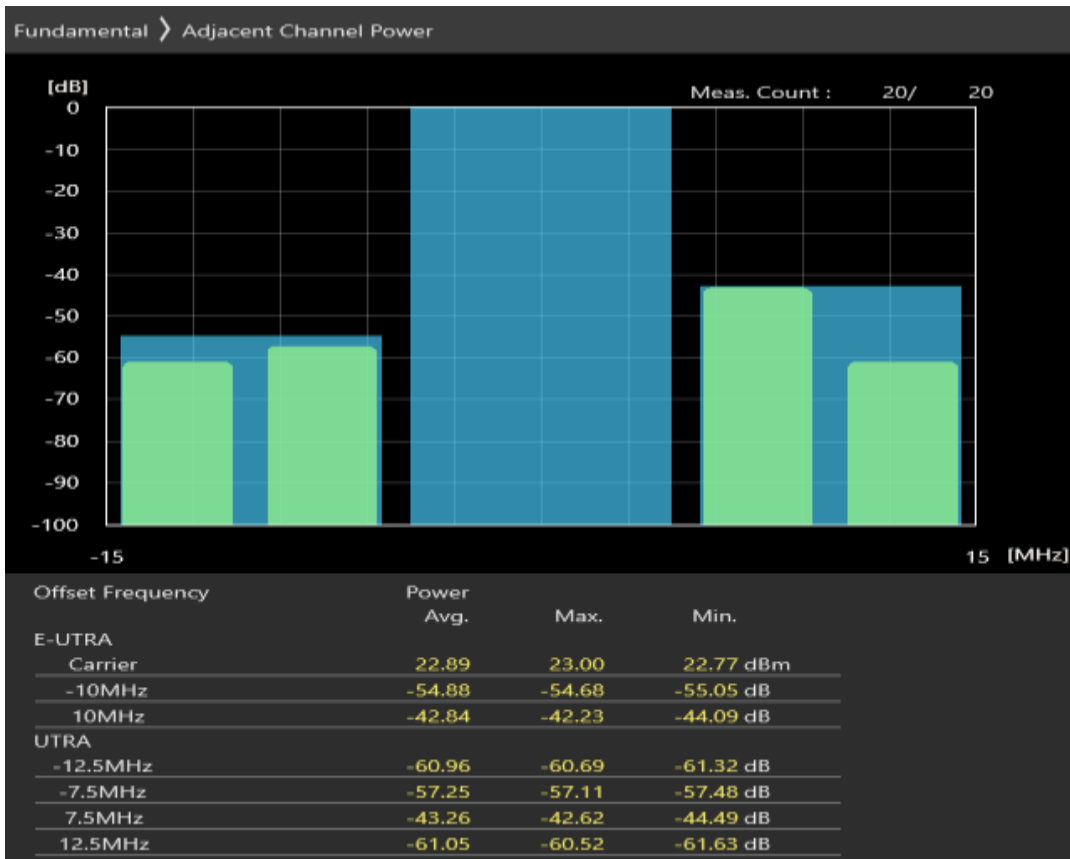 Fundamental 〉 Adjacent Channel Power
[dB]
Meas. Count : 20/ 20
0
-10
-20
-30
-40
-50
-60
-70
-80
-90
-100
-15 15 [MHz]
Offset Frequency Power
Avg. Max. Min.
E-UTRA
Carrier 22.89 23.00 22.77 dBm
-10MHz -54.88 -54.68 -55.05 dB
10MHz -42.84 -42.23 -44.09 dB
UTRA
-12.5MHz -60.96 -60.69 -61.32 dB
-7.5MHz -57.25 -57.11 -57.48 dB
7.5MHz -43.26 -42.62 -44.49 dB
12.5MHz -61.05 -60.52 -61.63 dB